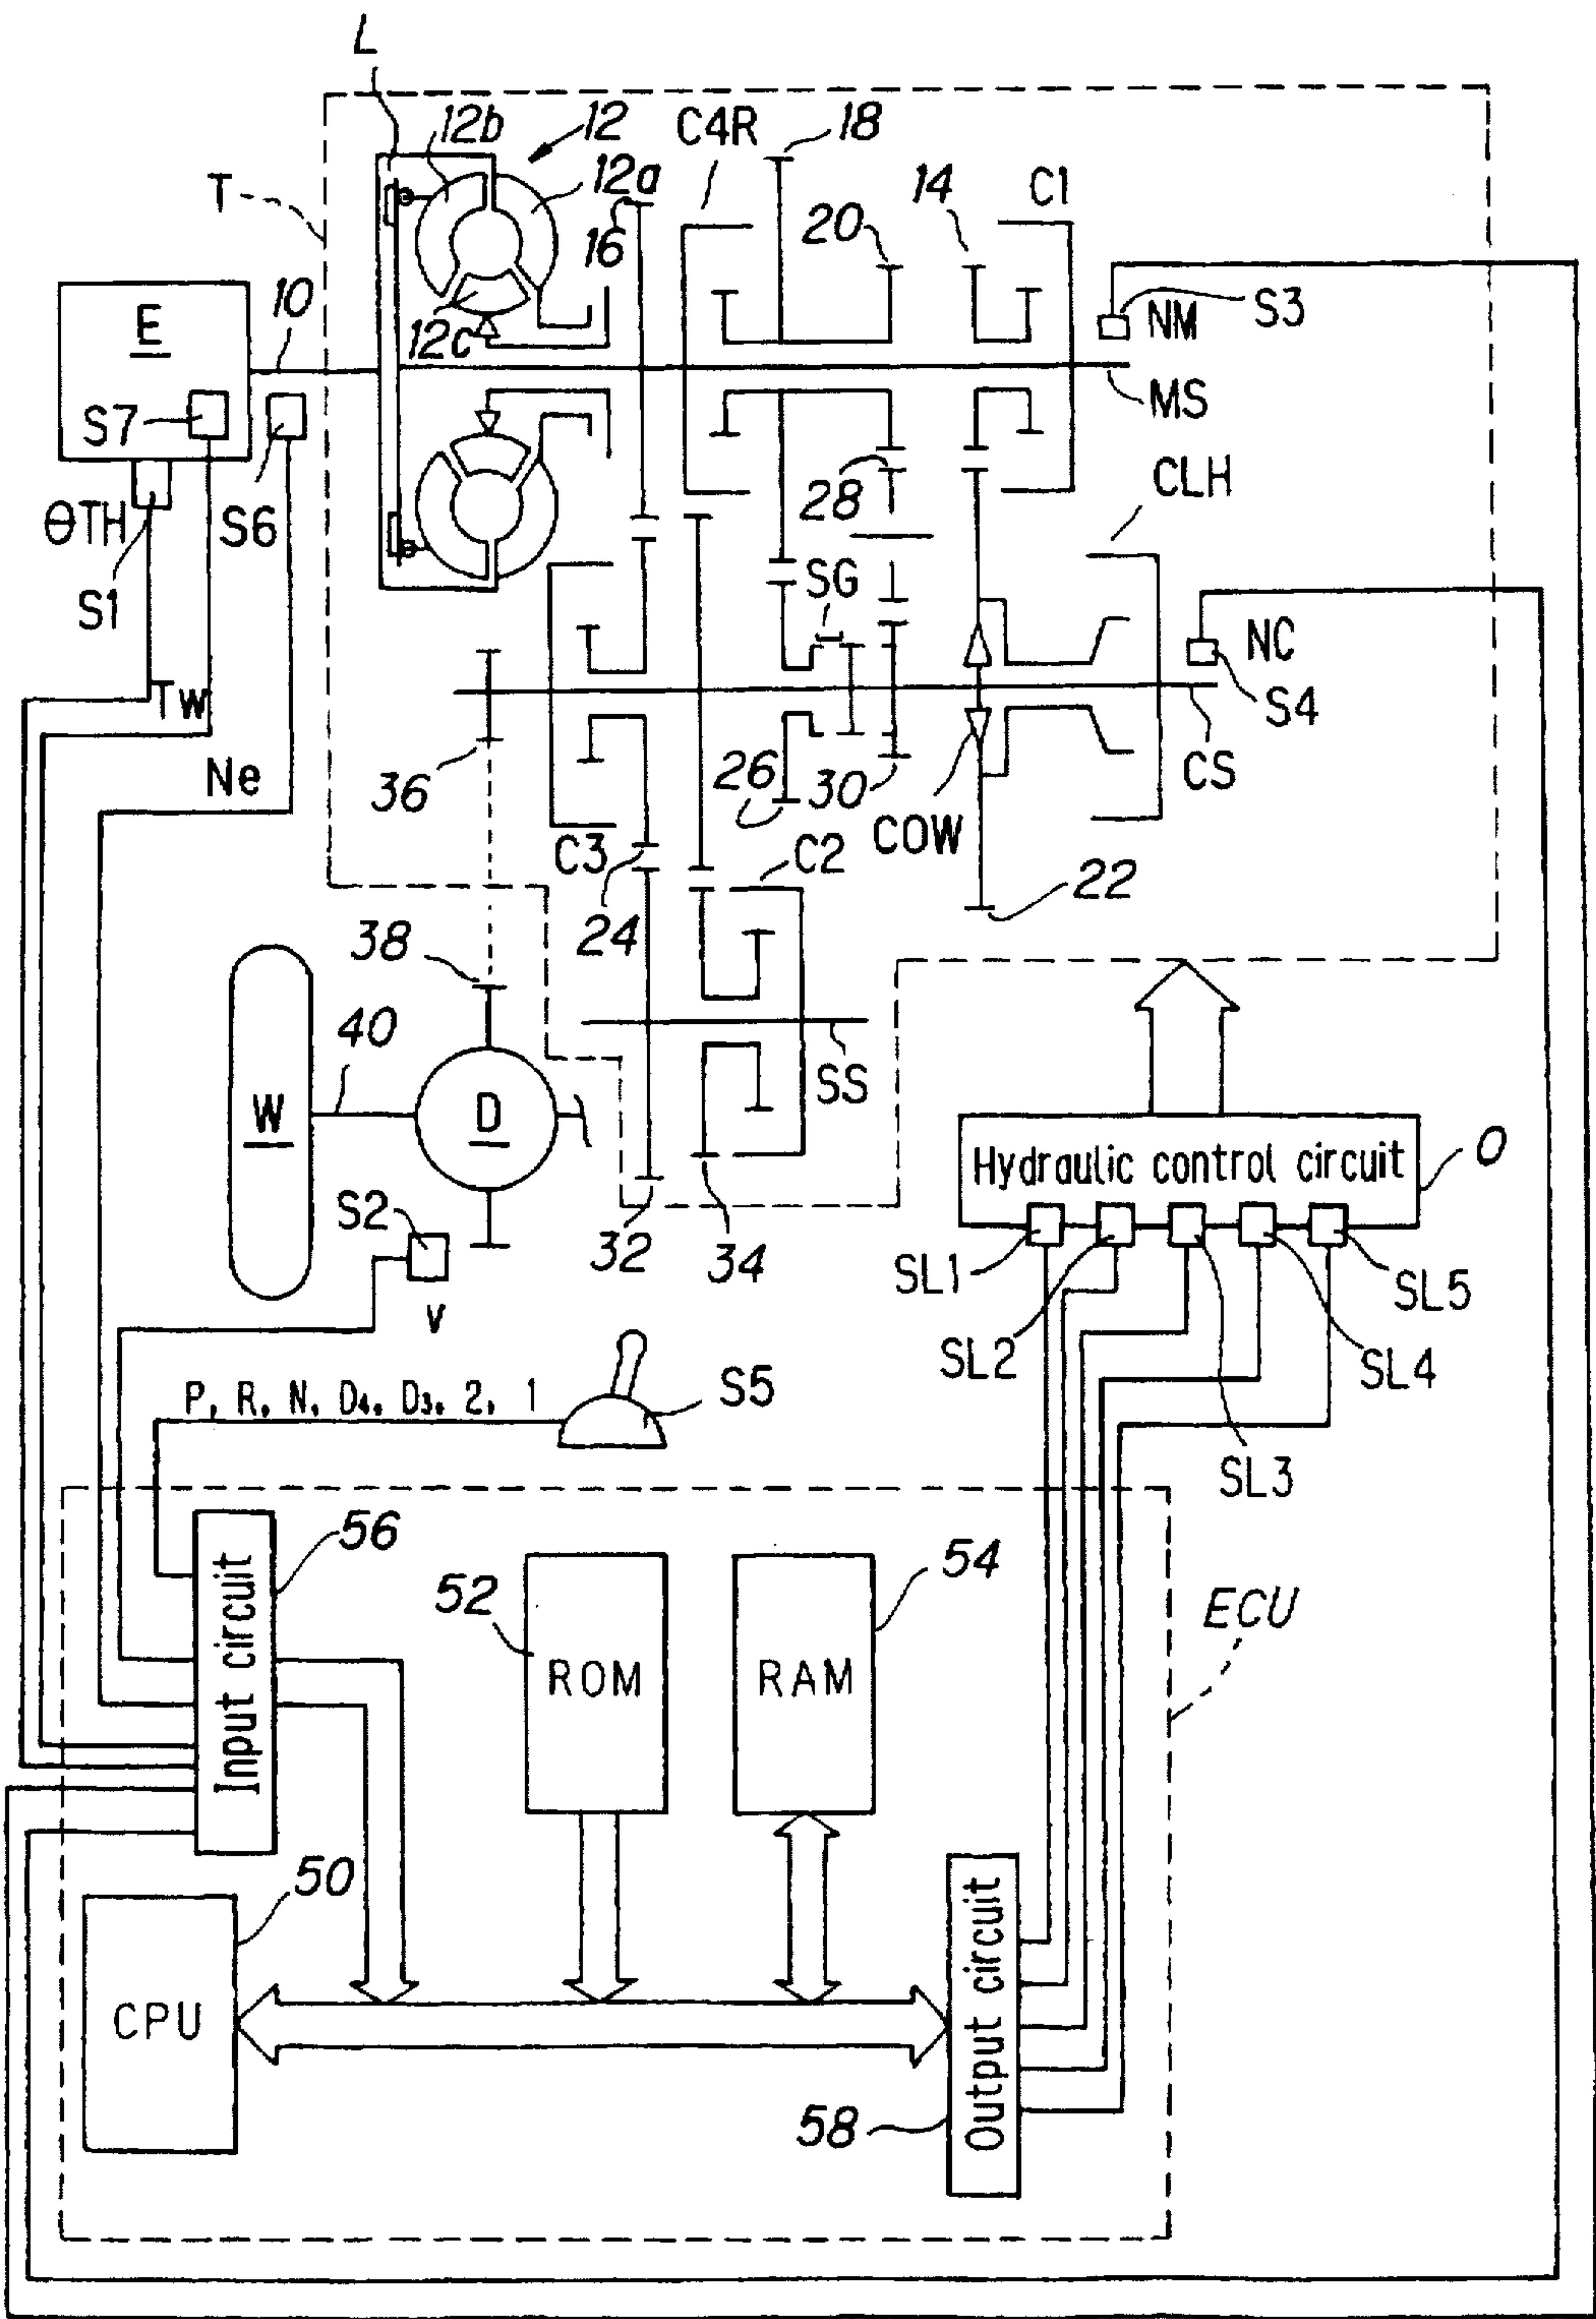 L
12b
12
C4R
18
12a
T
14
C1
16
20
10
E
12c
NM
S3
MS
S7
CLH
28
θTH
S6
SG
S1
NC
Tw
S4
36
Ne
26
30
CS
COW
C3
C2
22
24
38
40
SS
W
D
Hydraulic control circuit
O
S2
32
34
SL1
SL5
V
SL2
SL4
P, R, N, D4, D3, 2, 1
S5
SL3
56
54
52
ECU
Input circuit
ROM
RAM
50
Output circuit
CPU
58